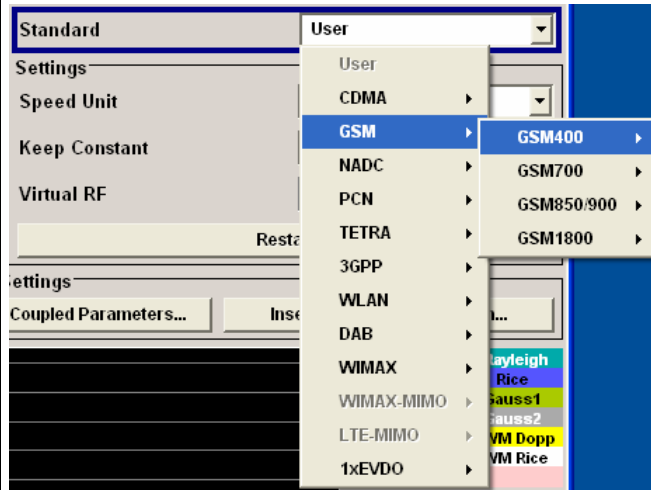 Standard User
Settings User
Speed Unit CDMA
GSM GSM400
Keep Constant
NADC GSM700
Virtual RF PCN GSM850/900
Resta TETRA GSM1800
3GPP
ettings
Coupled Parameters... Inse WLAN ...
DAB
ayleigh
WIMAX Rice
WIMAX-MIMO Gauss1
Gauss2
LTE-MIMO WM Dopp
1xEVDO WM Rice